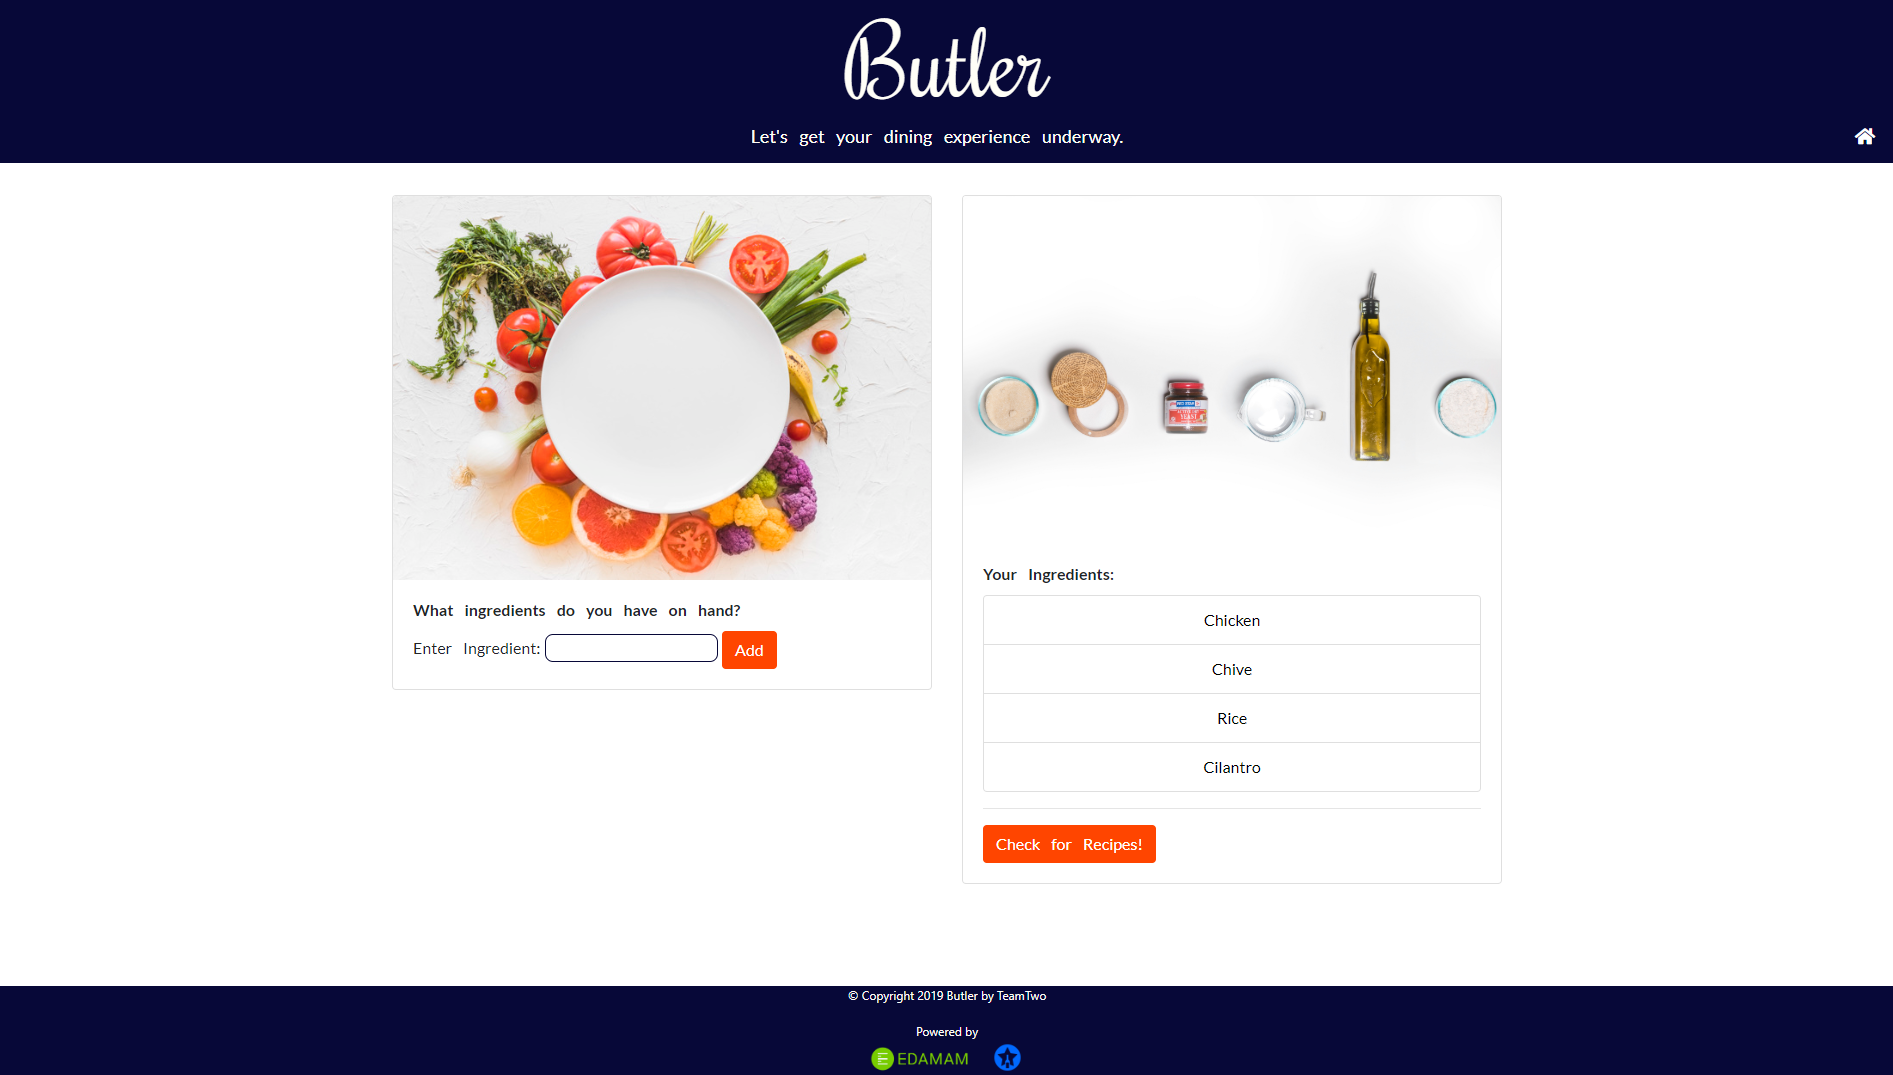 Butler
Let's get your dining experience underway.
What ingredients do you have on hand?
Enter Ingredient:
Add
YEAST
Your Ingredients:
Chicken
Chive
Rice
Cilantro
Check for Recipes!
© Copyright 2019 Butler by TeamTwo
Powered by
EDAMAM